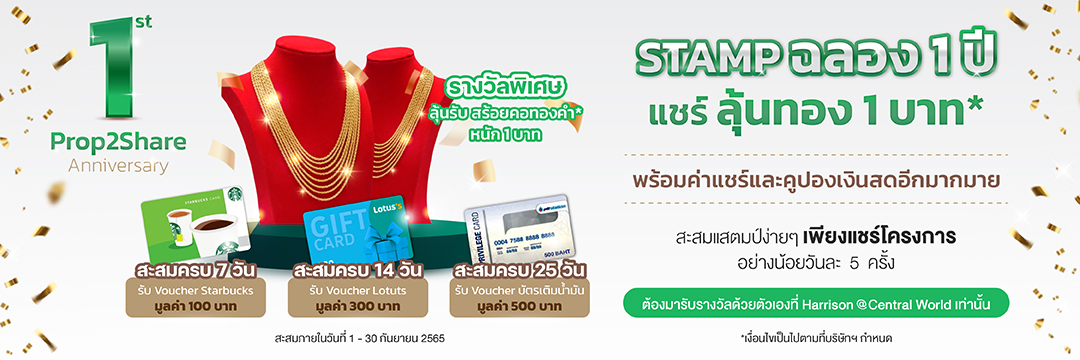 1st
Prop2Share
Anniversary
รางวัลพิเศษ
ลุ้นรับ สร้อยคอทองคำ*
หนัก 1 บาท
STARBUCKS CARD
GIFT
CARD
Lotus's
PRIVILEGE CARD
0004 7588 8888 8888
500 BAHT
สะสมครบ 7 วัน
รับ Voucher Starbucks
มูลค่า 100 บาท
สะสมครบ 14 วัน
รับ Voucher Lotuts
มูลค่า 300 บาท
สะสมครบ 25 วัน
รับ Voucher บัตรเติมน้ำมัน
มูลค่า 500 บาท
สะสมภายในวันที่ 1 - 30 กันยายน 2565
STAMP ฉลอง 1 ปี
แชร์ ลุ้นทอง 1 บาท*
พร้อมค่าแชร์และคูปองเงินสดอีกมากมาย
สะสมแสตมป์ง่ายๆ เพียงแชร์โครงการ
อย่างน้อยวันละ 5 ครั้ง
ต้องมารับรางวัลด้วยตัวเองที่ Harrison @Central World เท่านั้น
*เงื่อนไขเป็นไปตามที่บริษัทฯ กำหนด